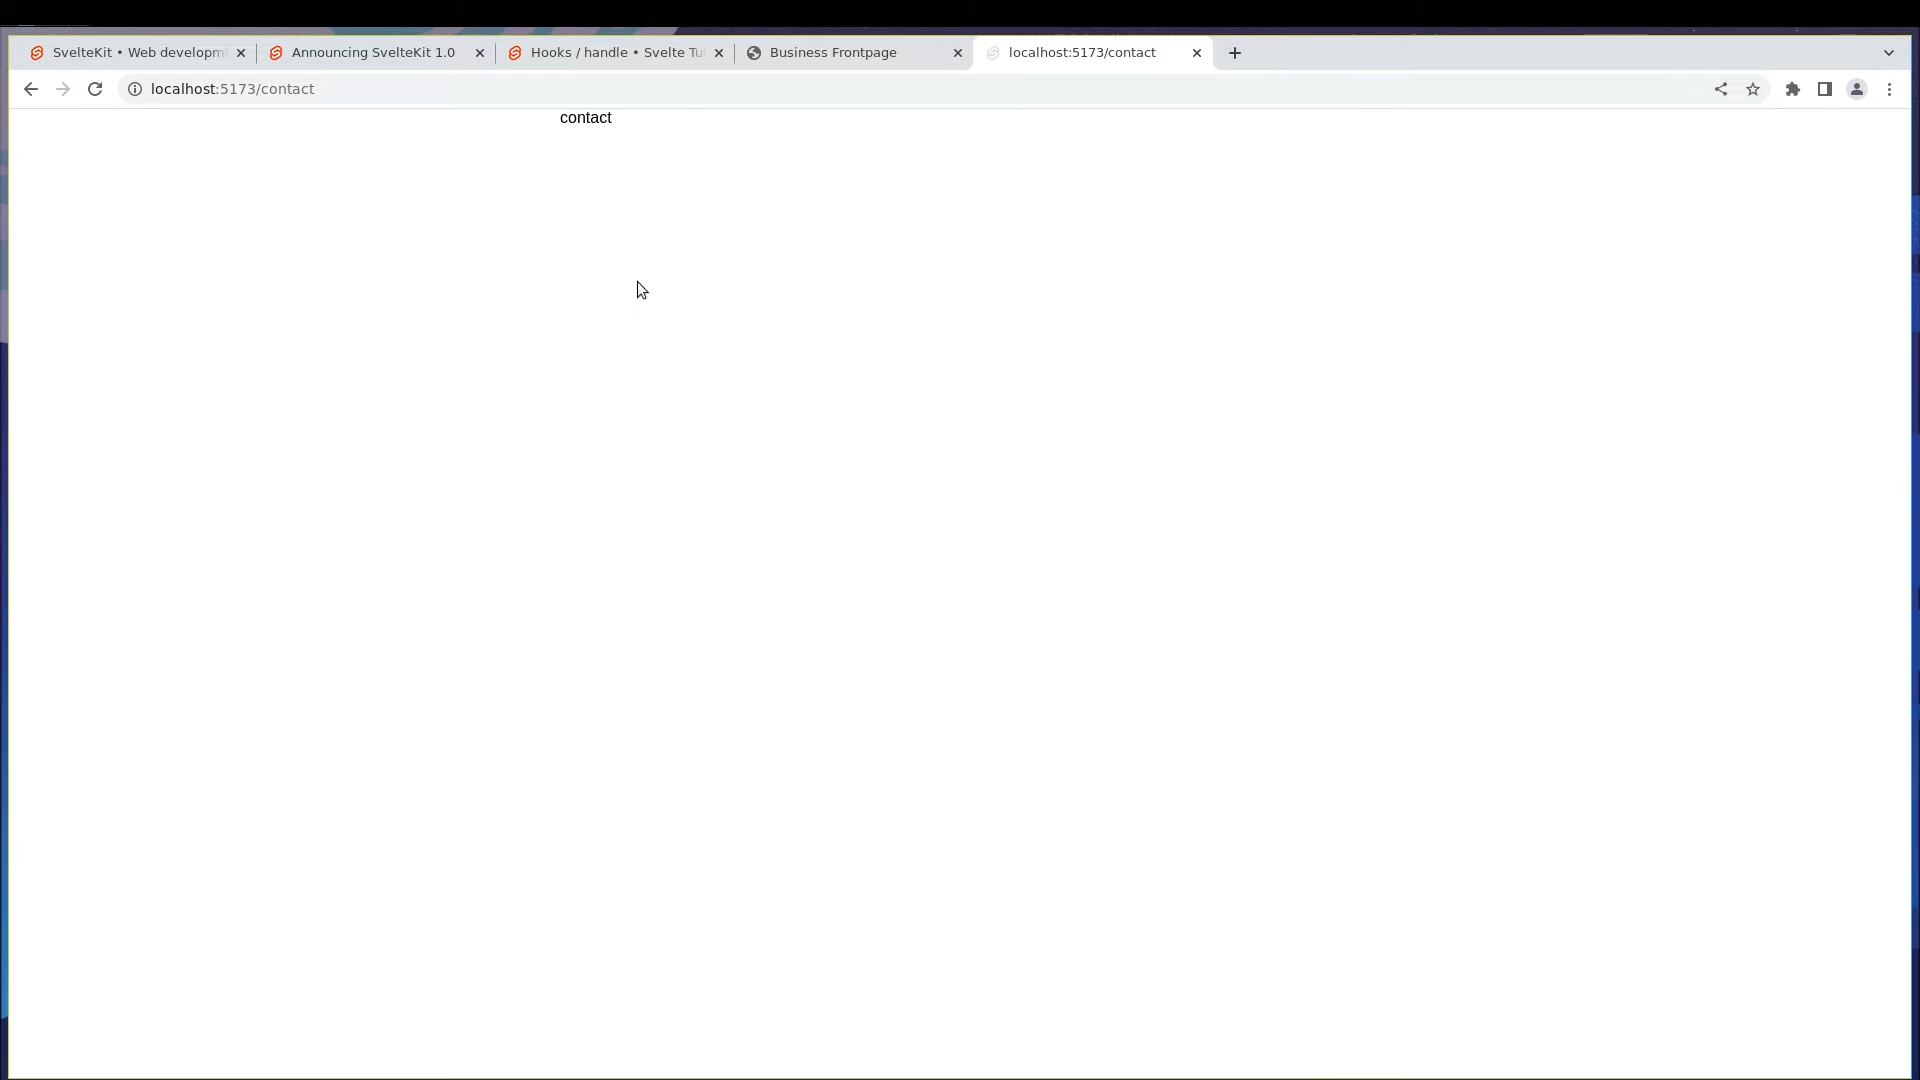 SvelteKit • Web developm
Announcing SvelteKit 1.0
Hooks / handle • Svelte Tu
Business Frontpage
localhost:5173/contact
localhost:5173/contact
contact